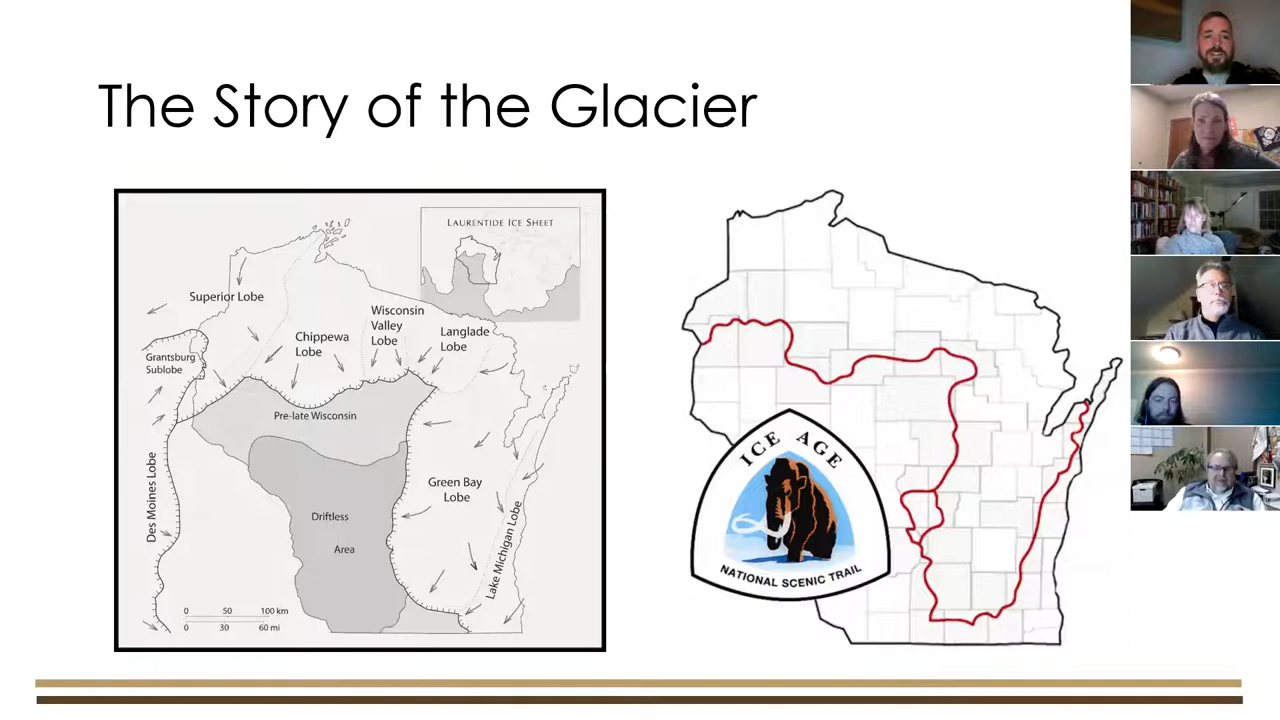 The Story of the Glacier
LAURENTIDE ICE SHEET
Superior Lobe
Wisconsin
Valley
Lobe
Chippewa
Lobe
Langlade
Lobe
Grantsburg
Sublobe
Pre-late Wisconsin
Des Moines Lobe
Green Bay
Lobe
Driftless
Area
Lake Michigan Lobe
0 50 100 km
0 30 60 mi
ICE AGE
NATIONAL SCENIC TRAIL